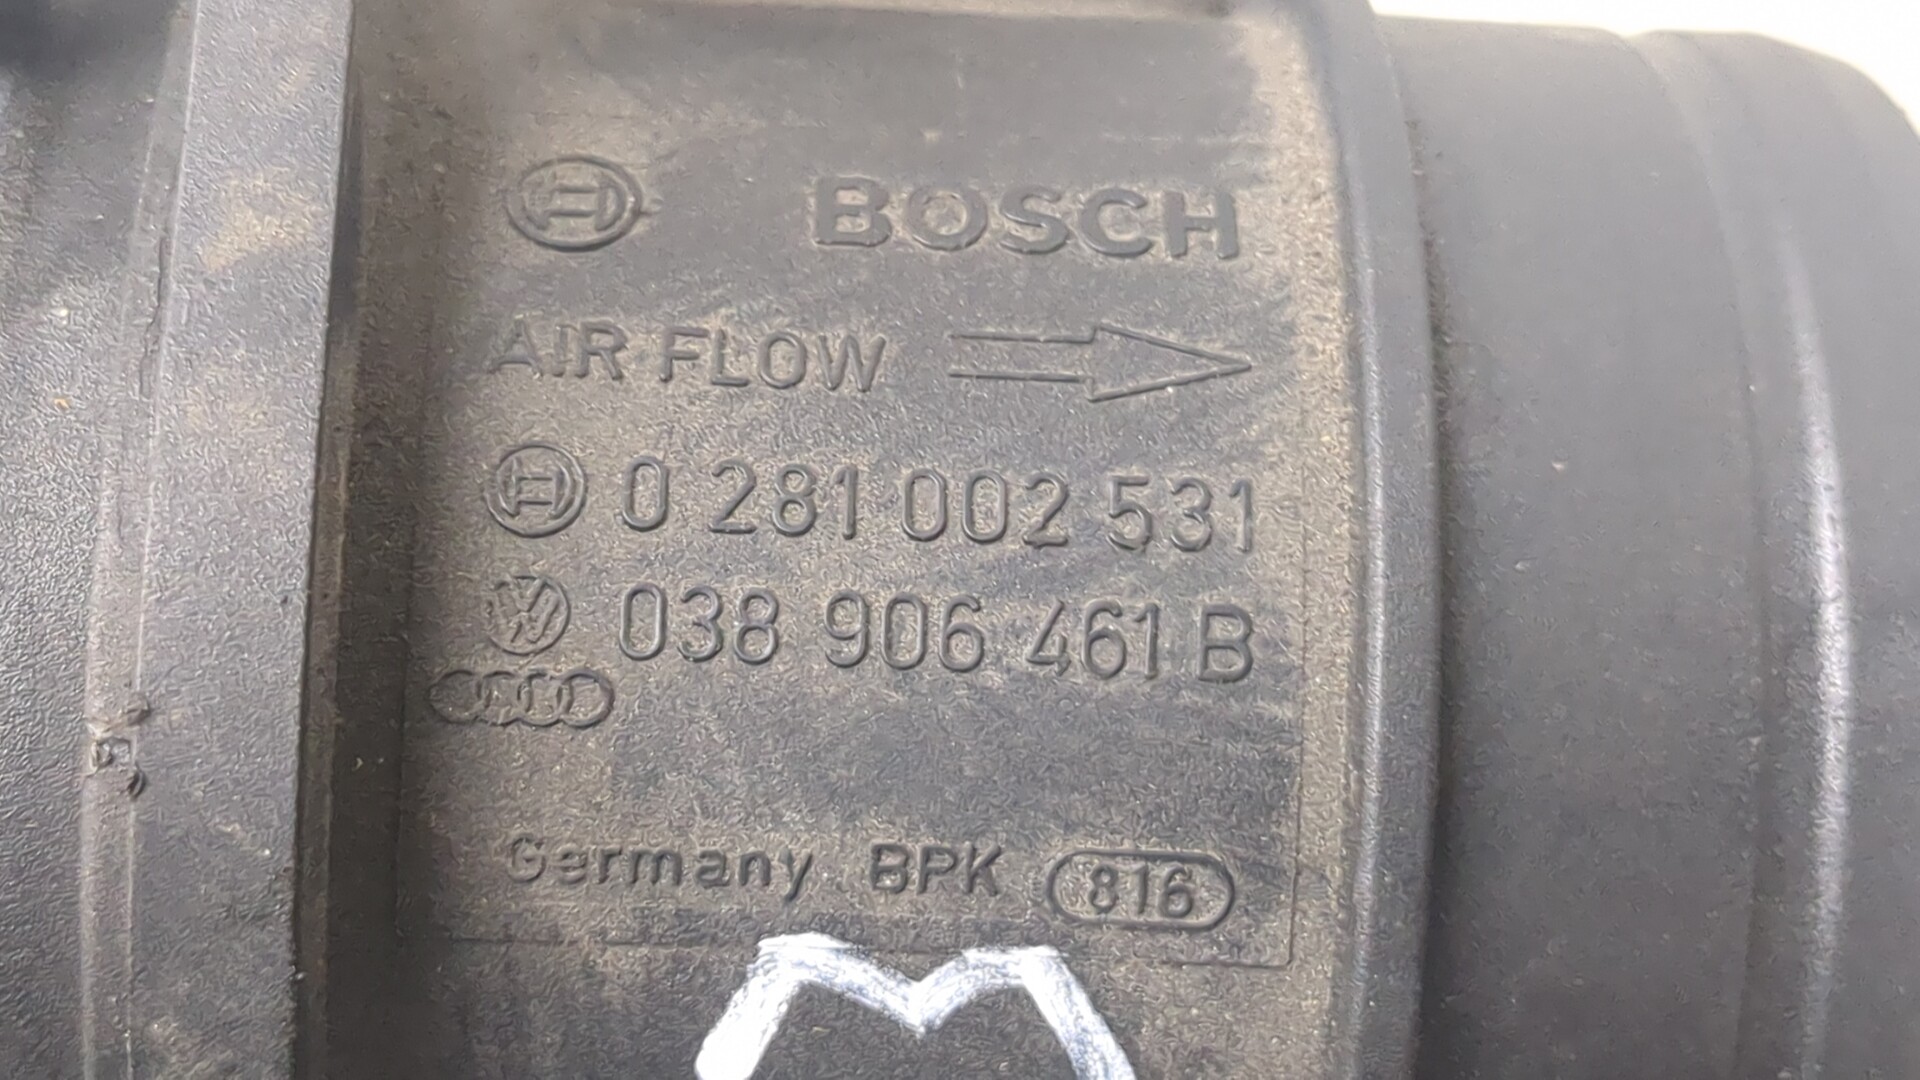 BOSCH
AIR FLOW
0 281 002 531
038 906 461 B
Germany BPK 816